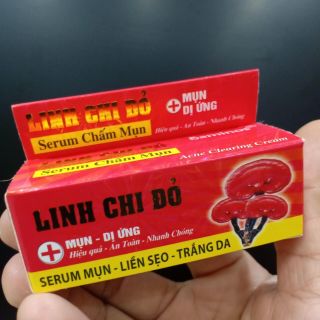 LINH CHI ĐỎ
Serum Chấm Mụn
MỤN
DỊ ỨNG
Hiệu quả - An Toàn - Nhanh Chóng
Serum Chấm Mụn
Acne Clearing Cream
LINH CHI ĐỎ
MỤN - DỊ ỨNG
Hiệu quả - An Toàn - Nhanh Chóng
SERUM MỤN - LIỀN SẸO - TRẮNG DA